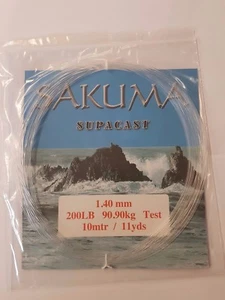 SAKUMA
SUPACAST
1.40 mm
200LB 90.90kg Test
10mtr / 11yds